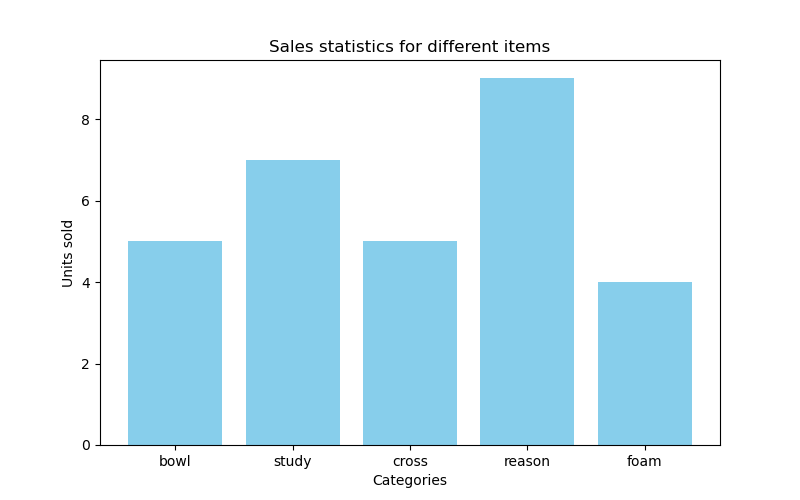 Sales statistics for different items
Units sold
8
6
4
2
0
bowl study cross reason foam
Categories